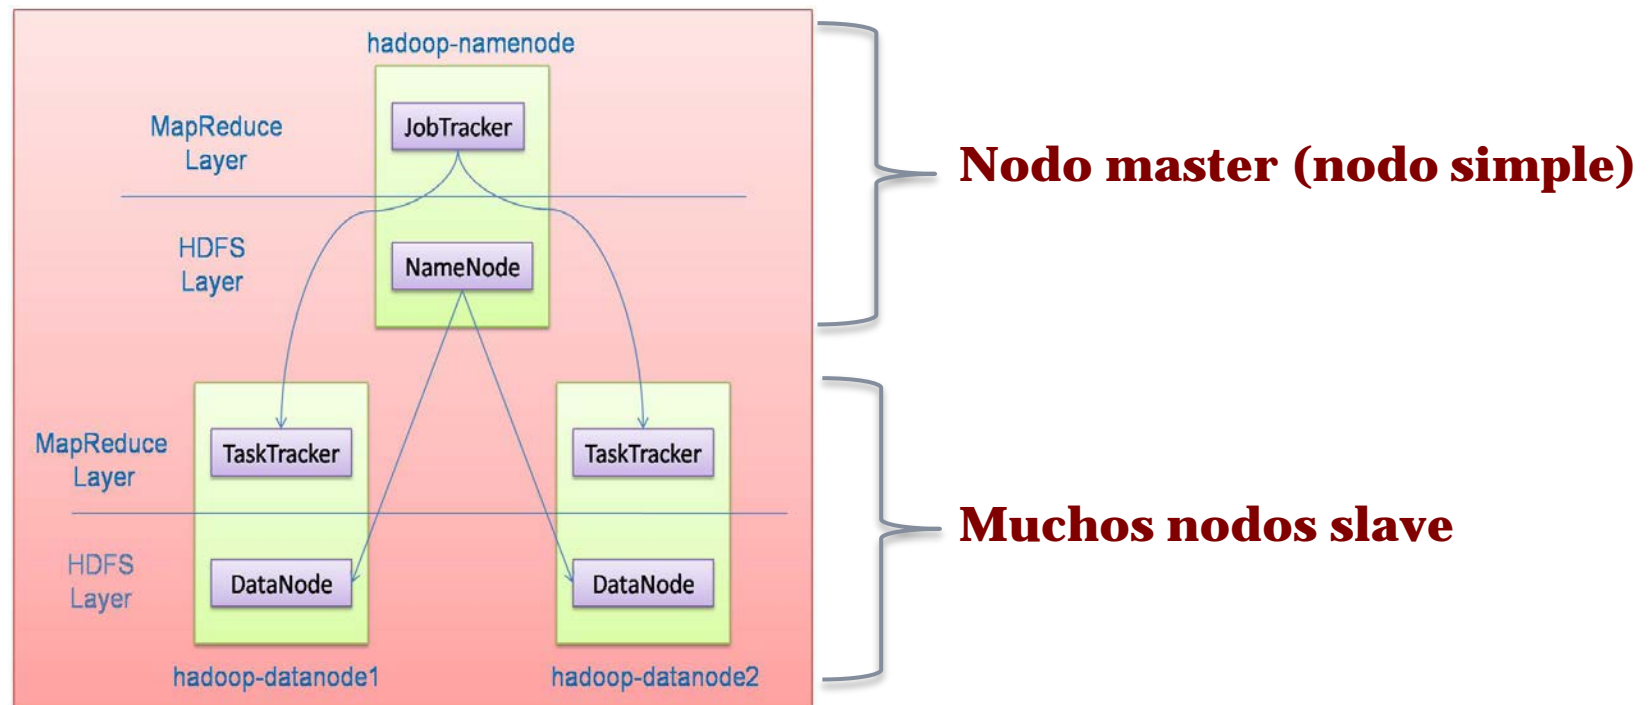 hadoop-namenode
MapReduce
Layer
JobTracker
HDFS
Layer
NameNode
Nodo master (nodo simple)
MapReduce
Layer
TaskTracker
TaskTracker
HDFS
Layer
DataNode
DataNode
hadoop-datanode1
hadoop-datanode2
Muchos nodos slave